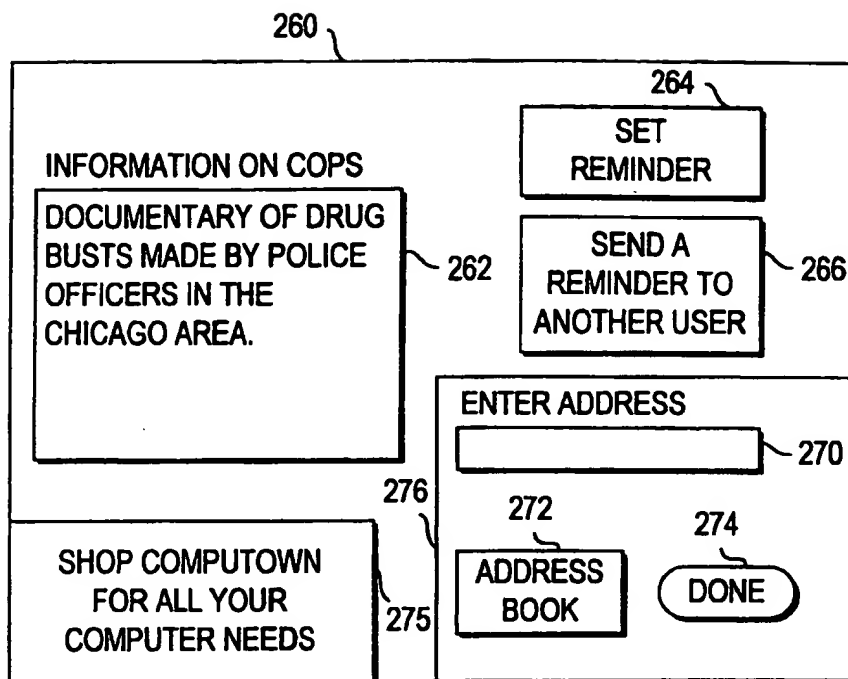 260
264
SET
REMINDER
INFORMATION ON COPS
DOCUMENTARY OF DRUG
BUSTS MADE BY POLICE
OFFICERS IN THE
CHICAGO AREA.
262
SEND A
REMINDER TO
ANOTHER USER
266
ENTER ADDRESS
270
276
272
274
ADDRESS
BOOK
DONE
SHOP COMPUTOWN
FOR ALL YOUR
COMPUTER NEEDS
275